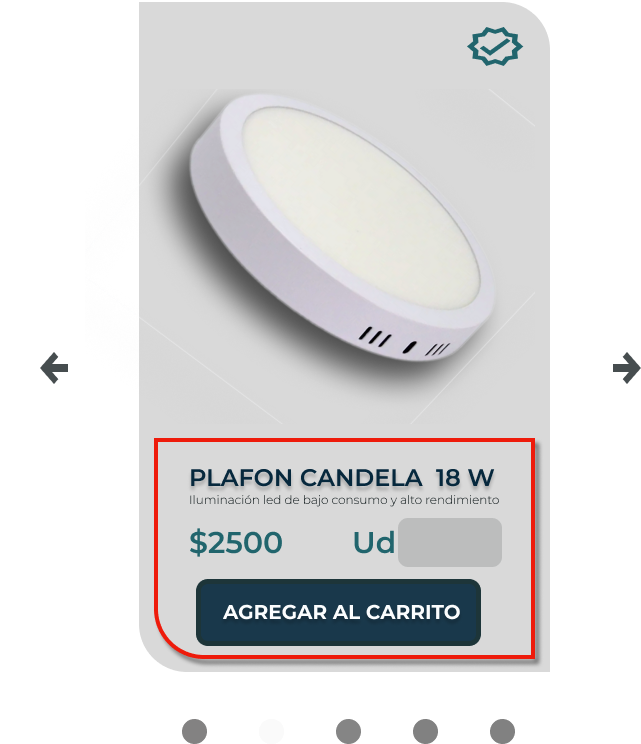 PLAFON CANDELA 18 W
Iluminación led de bajo consumo y alto rendimiento
$2500
Ud
AGREGAR AL CARRITO